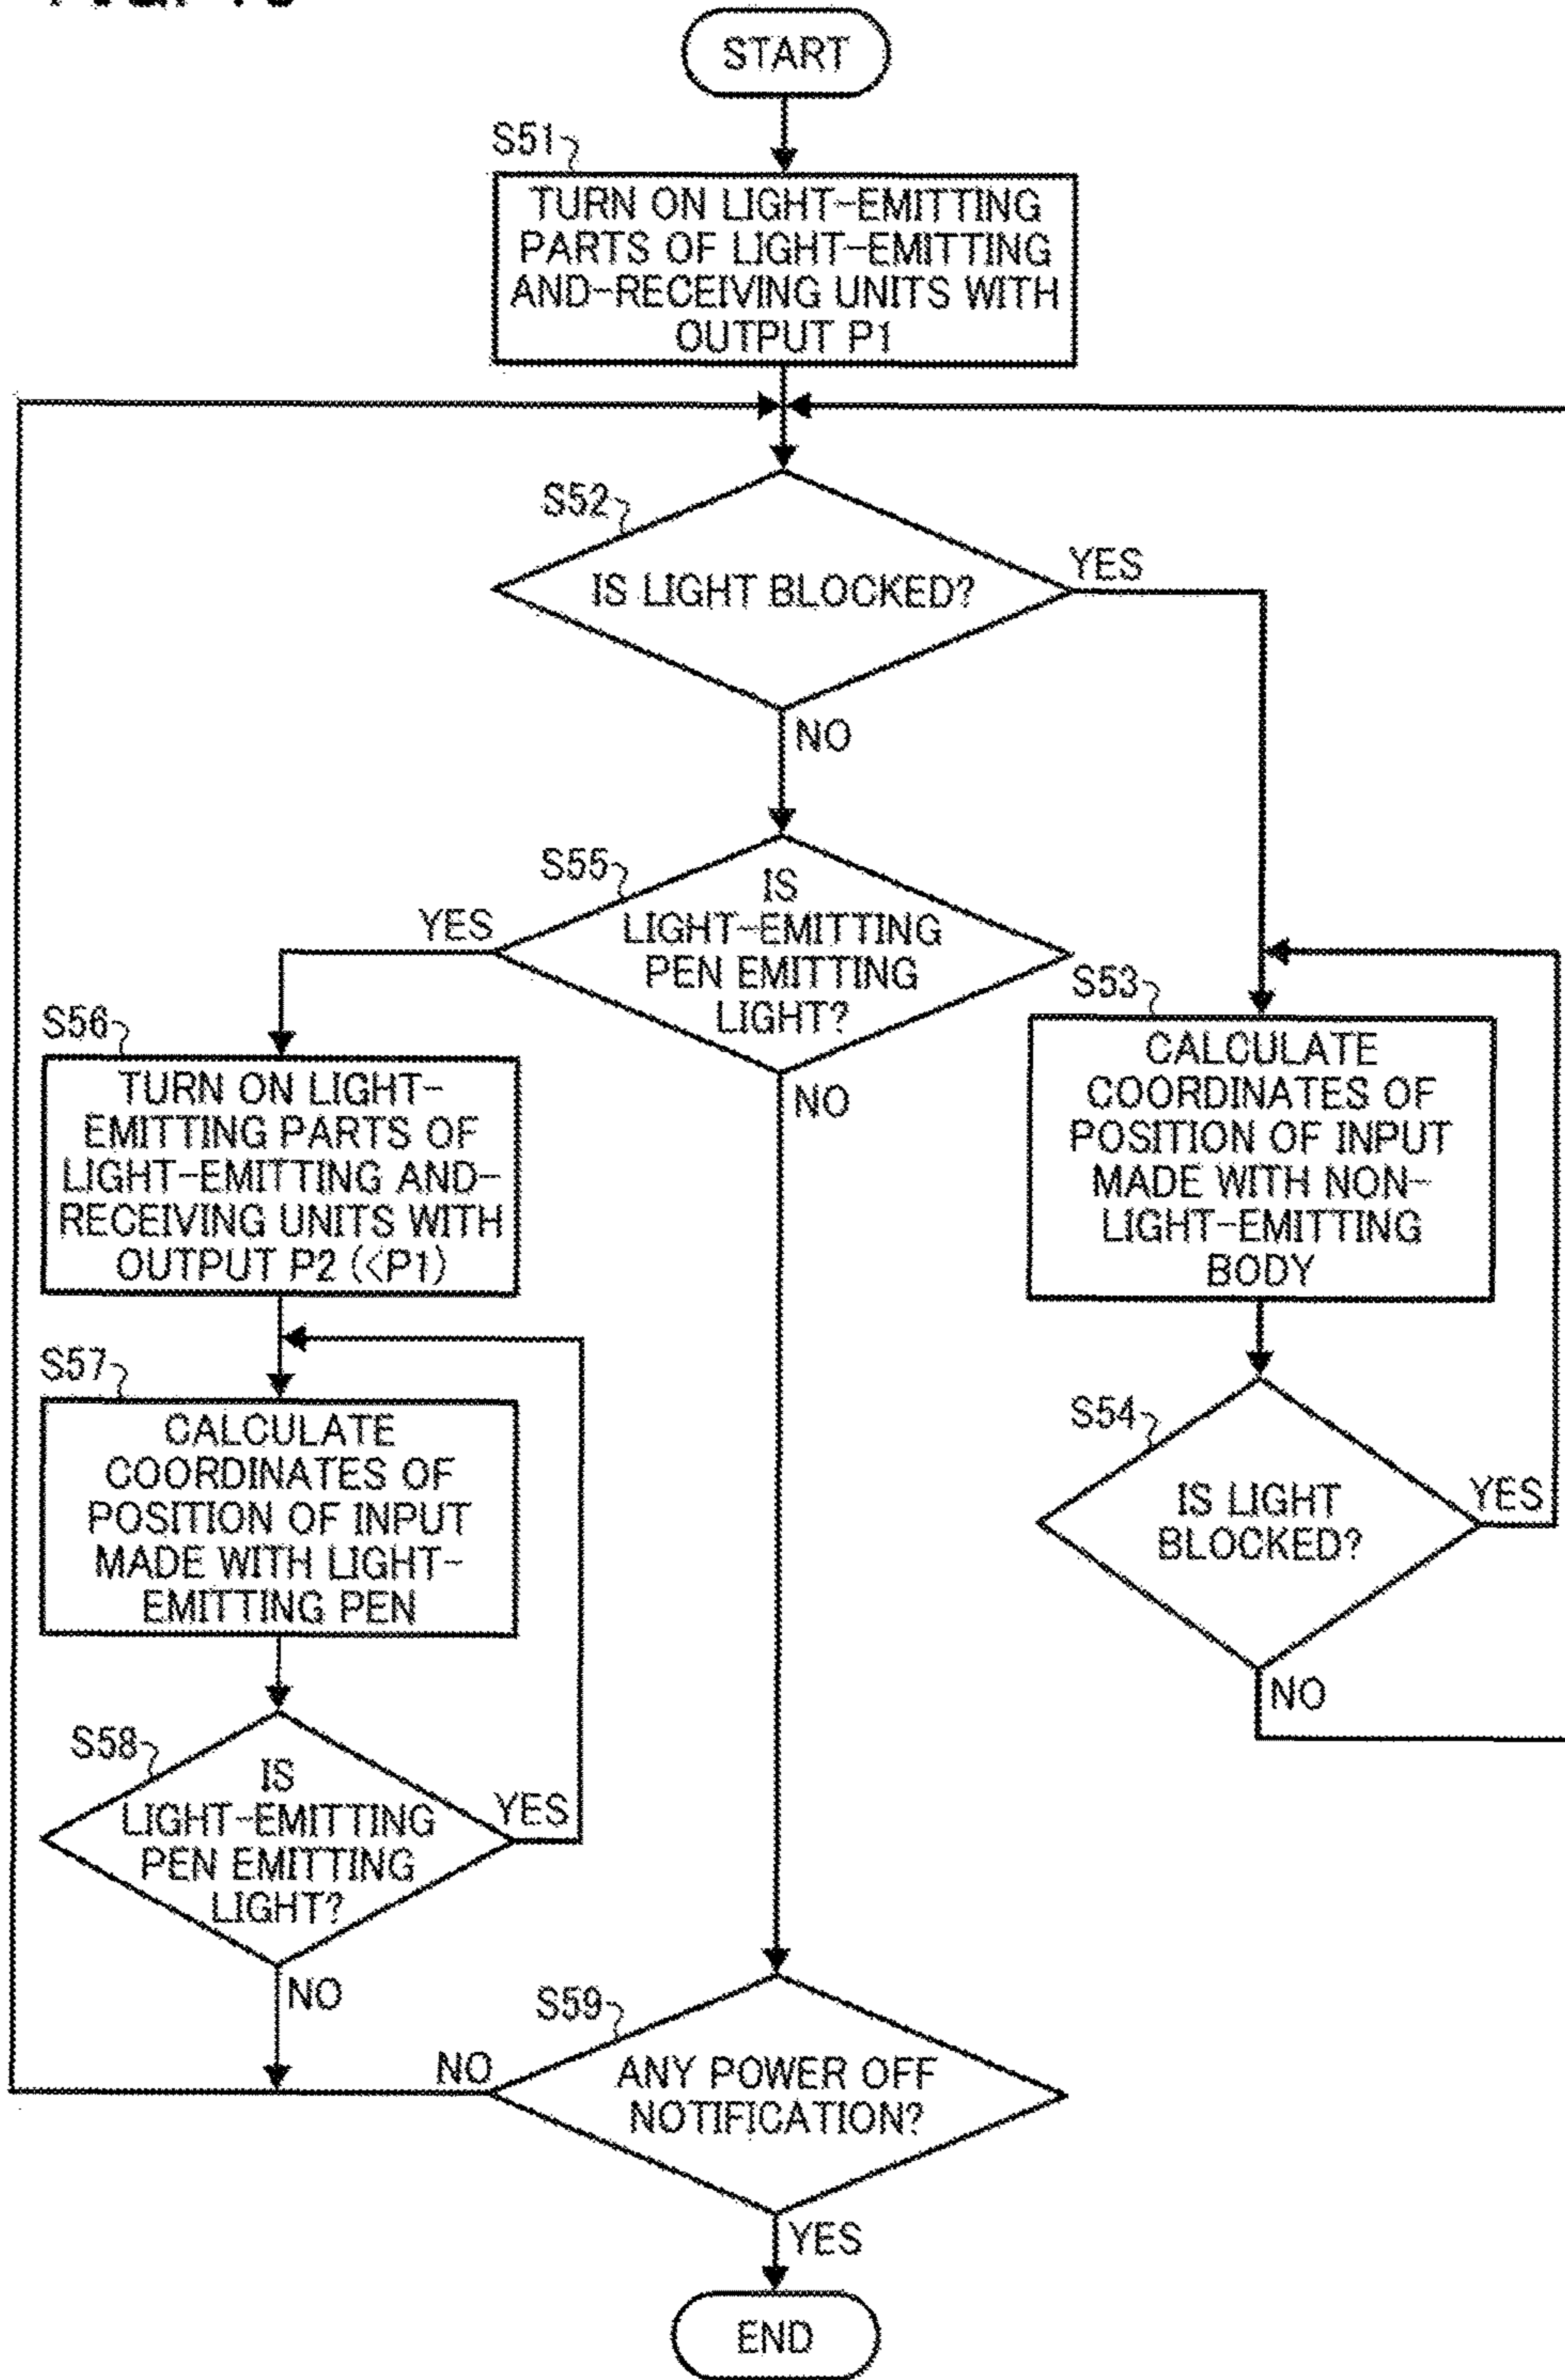 START
S51
TURN ON LIGHT-EMITTING
PARTS OF LIGHT-EMITTING
AND-RECEIVING UNITS WITH
OUTPUT P1
S52
IS LIGHT BLOCKED?
YES
NO
S55
IS
LIGHT-EMITTING
PEN EMITTING
LIGHT?
YES
NO
S53
CALCULATE
COORDINATES OF
POSITION OF INPUT
MADE WITH NON-
LIGHT-EMITTING
BODY
S54
IS LIGHT
BLOCKED?
YES
NO
S56
TURN ON LIGHT-
EMITTING PARTS OF
LIGHT-EMITTING AND-
RECEIVING UNITS WITH
OUTPUT P2 (<P1)
S57
CALCULATE
COORDINATES OF
POSITION OF INPUT
MADE WITH LIGHT-
EMITTING PEN
S58
IS
LIGHT-EMITTING
PEN EMITTING
LIGHT?
YES
NO
S59
ANY POWER OFF
NOTIFICATION?
NO
YES
END